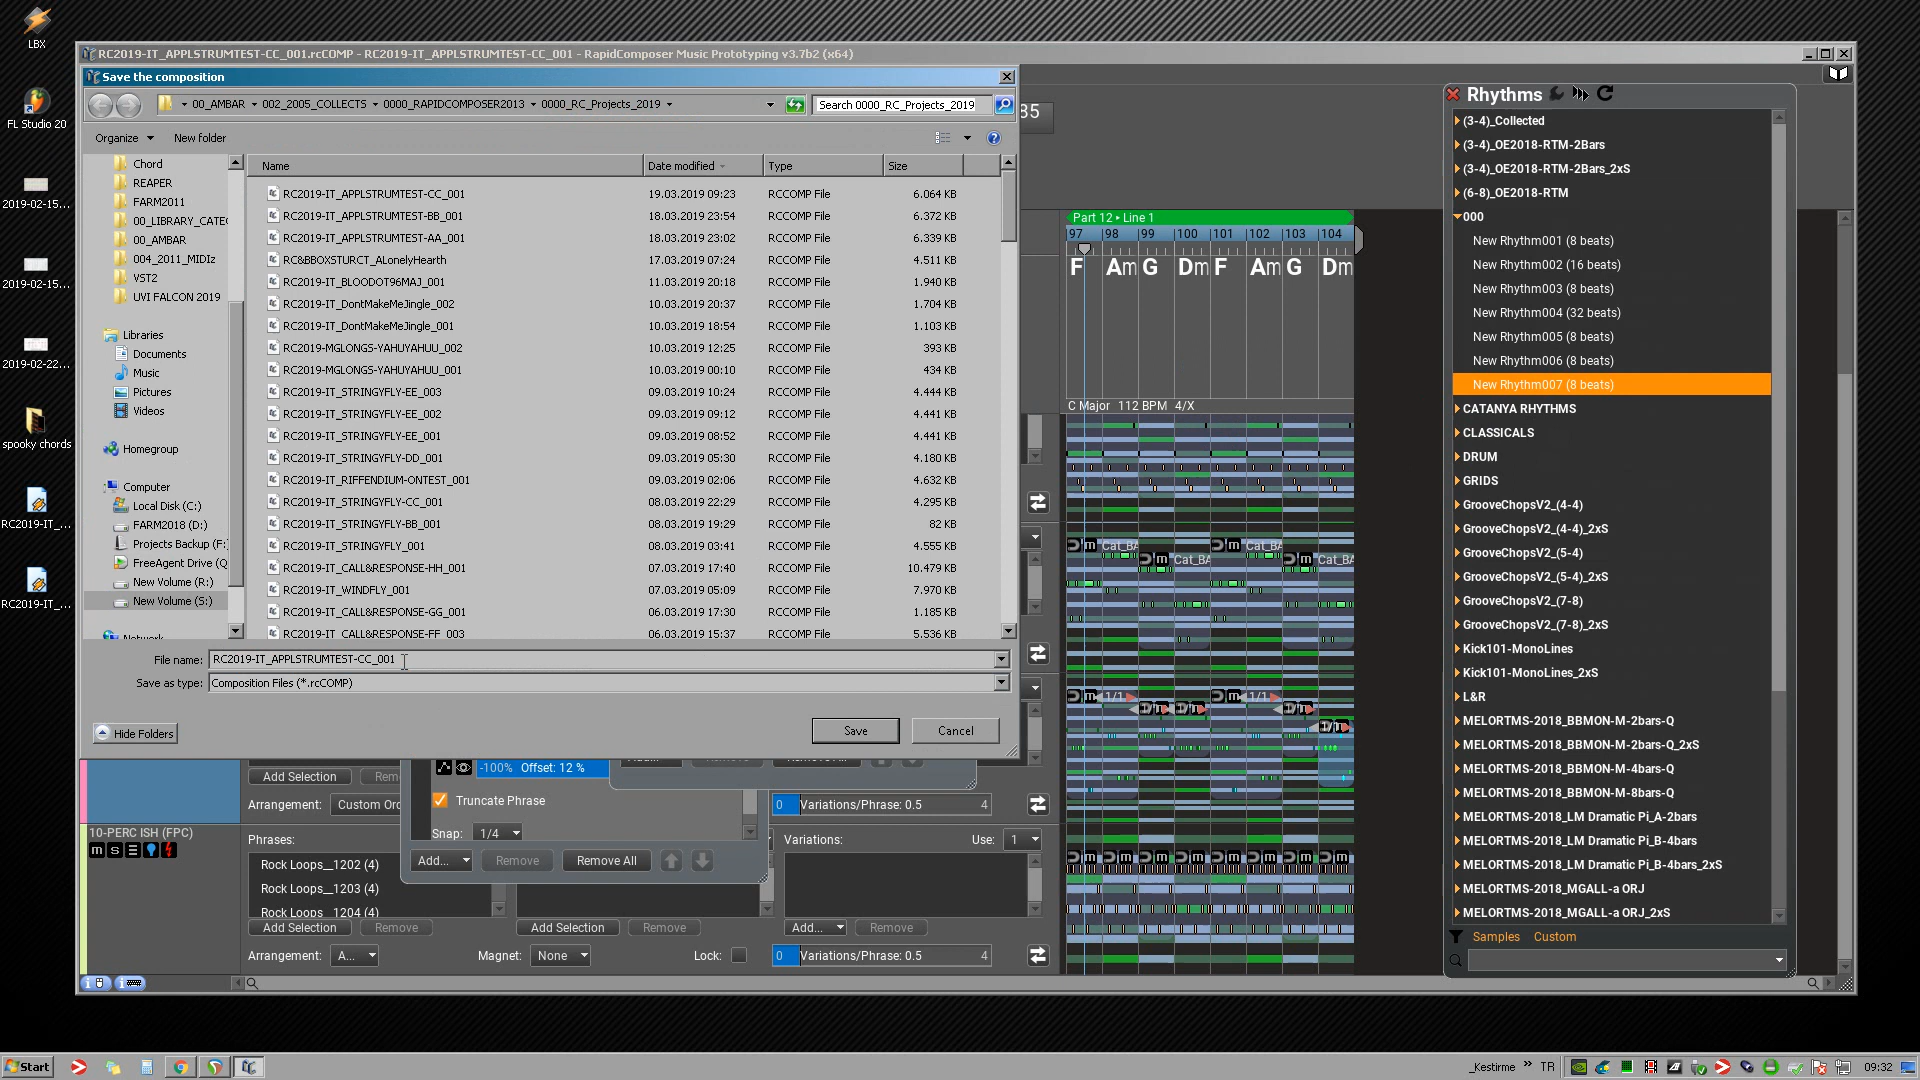 LBX
FL Studio 20
2019-02-15...
2019-02-15...
2019-02-22...
spooky chords
RC2019-IT_...
RC2019-IT_...
RC2019-IT_APPLSTRUMTEST-CC_001.rcCOMP - RC2019-IT_APPLSTRUMTEST-CC_001 - RapidComposer Music Prototyping v3.7b2 (x64)
Save the composition
00_AMBAR 002_2005_COLLECTS 0000_RAPIDCOMPOSER2013 0000_RC_Projects_2019
Search 0000_RC_Projects_2019
Organize New folder
Chord
REAPER
FARM2011
00_LIBRARY_CATE
00_AMBAR
004_2011_MIDIz
VST2
UVI FALCON 2019
Libraries
Documents
Music
Pictures
Videos
Homegroup
Computer
Local Disk (C:)
FARM2018 (D:)
Projects Backup (F:
FreeAgent Drive (Q
New Volume (R:)
New Volume (S:)
Name Date modified Type Size
RC2019-IT_APPLSTRUMTEST-CC_001 19.03.2019 09:23 RCCOMP File 6.064 KB
RC2019-IT_APPLSTRUMTEST-BB_001 18.03.2019 23:54 RCCOMP File 6.372 KB
RC2019-IT_APPLSTRUMTEST-AA_001 18.03.2019 23:02 RCCOMP File 6.339 KB
RC&BBOXSTURCT_ALonelyHearth 17.03.2019 07:24 RCCOMP File 4.511 KB
RC2019-IT_BLOODOT96MAJ_001 11.03.2019 20:18 RCCOMP File 1.940 KB
RC2019-IT_DontMakeMeJingle_002 10.03.2019 20:37 RCCOMP File 1.704 KB
RC2019-IT_DontMakeMeJingle_001 10.03.2019 18:54 RCCOMP File 1.103 KB
RC2019-MGLONGS-YAHUYAHUU_002 10.03.2019 12:25 RCCOMP File 393 KB
RC2019-MGLONGS-YAHUYAHUU_001 10.03.2019 00:10 RCCOMP File 434 KB
RC2019-IT_STRINGYFLY-EE_003 09.03.2019 10:24 RCCOMP File 4.444 KB
RC2019-IT_STRINGYFLY-EE_002 09.03.2019 09:12 RCCOMP File 4.441 KB
RC2019-IT_STRINGYFLY-EE_001 09.03.2019 08:52 RCCOMP File 4.441 KB
RC2019-IT_STRINGYFLY-DD_001 09.03.2019 05:30 RCCOMP File 4.180 KB
RC2019-IT_RIFFENDIUM-ONTEST_001 09.03.2019 02:06 RCCOMP File 4.632 KB
RC2019-IT_STRINGYFLY-CC_001 08.03.2019 22:29 RCCOMP File 4.295 KB
RC2019-IT_STRINGYFLY-BB_001 08.03.2019 19:29 RCCOMP File 82 KB
RC2019-IT_STRINGYFLY_001 08.03.2019 03:41 RCCOMP File 4.555 KB
RC2019-IT_CALL&RESPONSE-HH_001 07.03.2019 17:40 RCCOMP File 10.479 KB
RC2019-IT_WINDFLY_001 07.03.2019 05:09 RCCOMP File 7.970 KB
RC2019-IT_CALL&RESPONSE-GG_001 06.03.2019 17:30 RCCOMP File 1.185 KB
RC2019-IT_CALL&RESPONSE-FF_003 06.03.2019 15:37 RCCOMP File 5.536 KB
File name: RC2019-IT_APPLSTRUMTEST-CC_001
Save as type: Composition Files (*.rcCOMP)
Hide Folders Save Cancel
Part 12 Line 1
97 98 99 100 101 102 103 104
F Am G Dm F Am G Dm
C Major 112 BPM 4/X
Cat_BA Cat_BA
Cat_BA Cat_BA
1/1 1/1
-100% Offset: 12 %
Add Selection Rem
Truncate Phrase
Arrangement: Custom Orc
0 Variations/Phrase: 0.5 4
Snap: 1/4
Add... Remove Remove All
10-PERC ISH (FPC)
m S
Phrases:
Rock Loops__1202 (4)
Rock Loops__1203 (4)
Rock Loops__1204 (4)
Variations: Use: 1
Add Selection Remove Add Selection Remove Add... Remove
Arrangement: A... Magnet: None Lock: 0 Variations/Phrase: 0.5 4
Rhythms
(3-4)_Collected
(3-4)_OE2018-RTM-2Bars
(3-4)_OE2018-RTM-2Bars_2xS
(6-8)_OE2018-RTM
000
New Rhythm001 (8 beats)
New Rhythm002 (16 beats)
New Rhythm003 (8 beats)
New Rhythm004 (32 beats)
New Rhythm005 (8 beats)
New Rhythm006 (8 beats)
New Rhythm007 (8 beats)
CATANYA RHYTHMS
CLASSICALS
DRUM
GRIDS
GrooveChopsV2_(4-4)
GrooveChopsV2_(4-4)_2xS
GrooveChopsV2_(5-4)
GrooveChopsV2_(5-4)_2xS
GrooveChopsV2_(7-8)
GrooveChopsV2_(7-8)_2xS
Kick101-MonoLines
Kick101-MonoLines_2xS
L&R
MELORTMS-2018_BBMON-M-2bars-Q
MELORTMS-2018_BBMON-M-2bars-Q_2xS
MELORTMS-2018_BBMON-M-4bars-Q
MELORTMS-2018_BBMON-M-8bars-Q
MELORTMS-2018_LM Dramatic Pi_A-2bars
MELORTMS-2018_LM Dramatic Pi_B-4bars
MELORTMS-2018_LM Dramatic Pi_B-4bars_2xS
MELORTMS-2018_MGALL-a ORJ
MELORTMS-2018_MGALL-a ORJ_2xS
Samples Custom
Start
_Kestirme TR 09:32